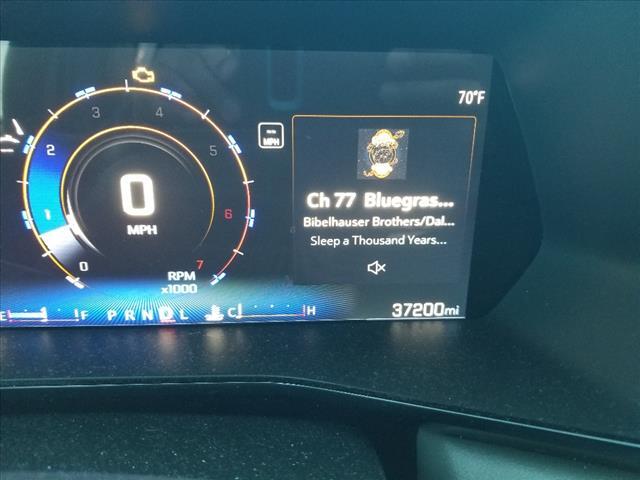 70°F
3 4
2 5
1 6
0 7
0
MPH
RPM
x1000
--- MPH
Ch 77 Bluegras...
Bibelhauser Brothers/Dal...
Sleep a Thousand Years...
F P R N D L C H
37200mi